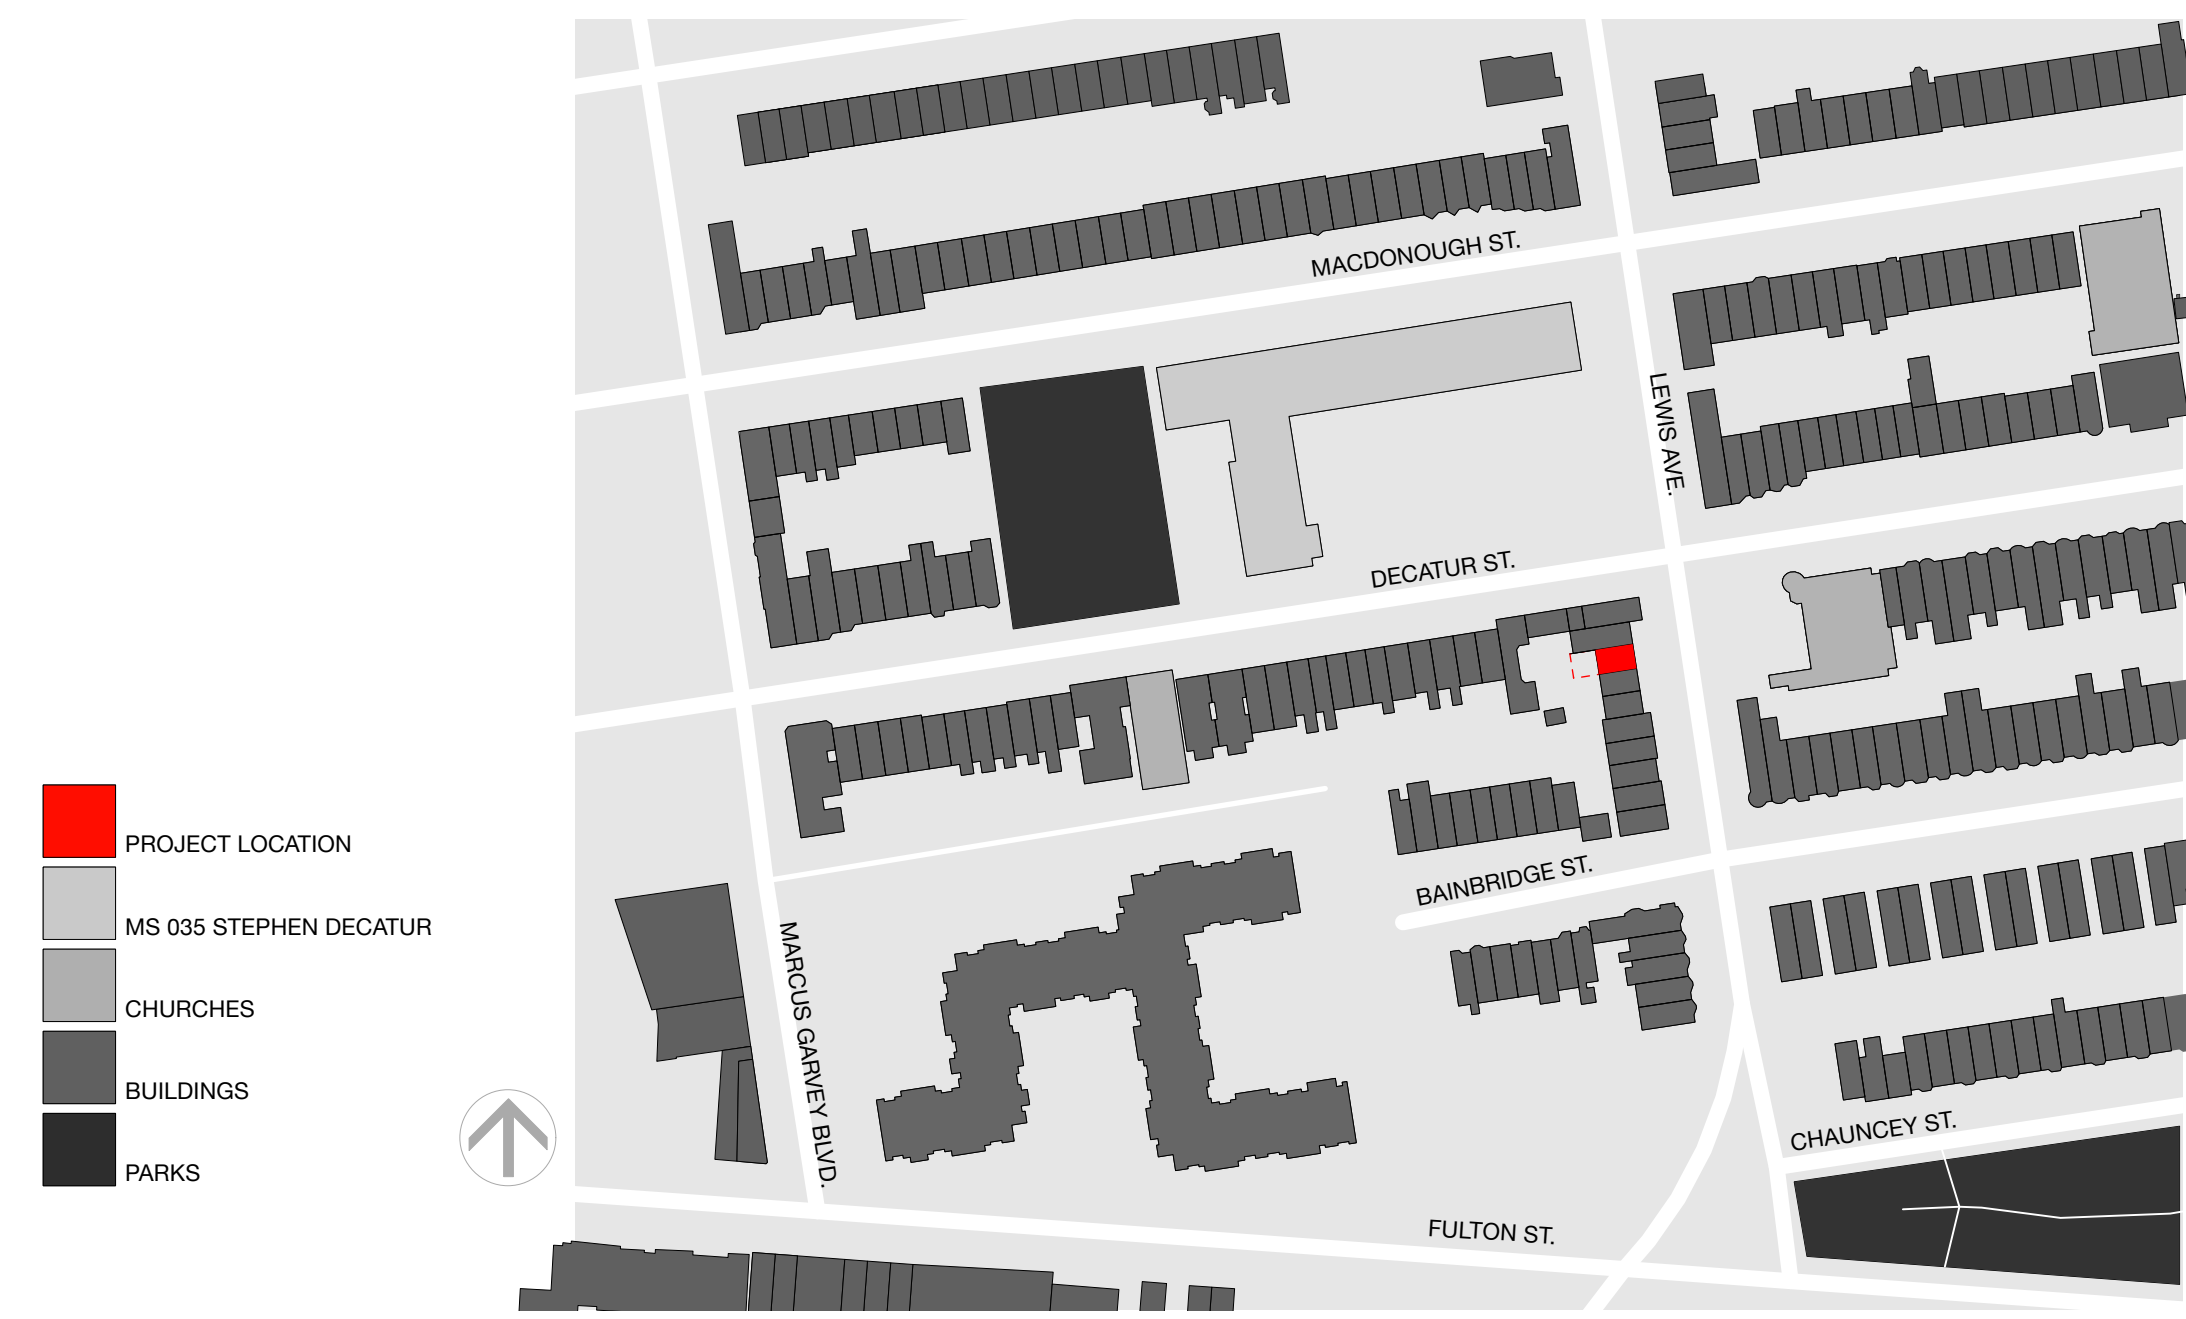 MACDONOUGH ST.
LEWIS AVE.
DECATUR ST.
PROJECT LOCATION
MS 035 STEPHEN DECATUR
CHURCHES
BUILDINGS
PARKS
BAINBRIDGE ST.
MARCUS GARVEY BLVD.
CHAUNCEY ST.
FULTON ST.